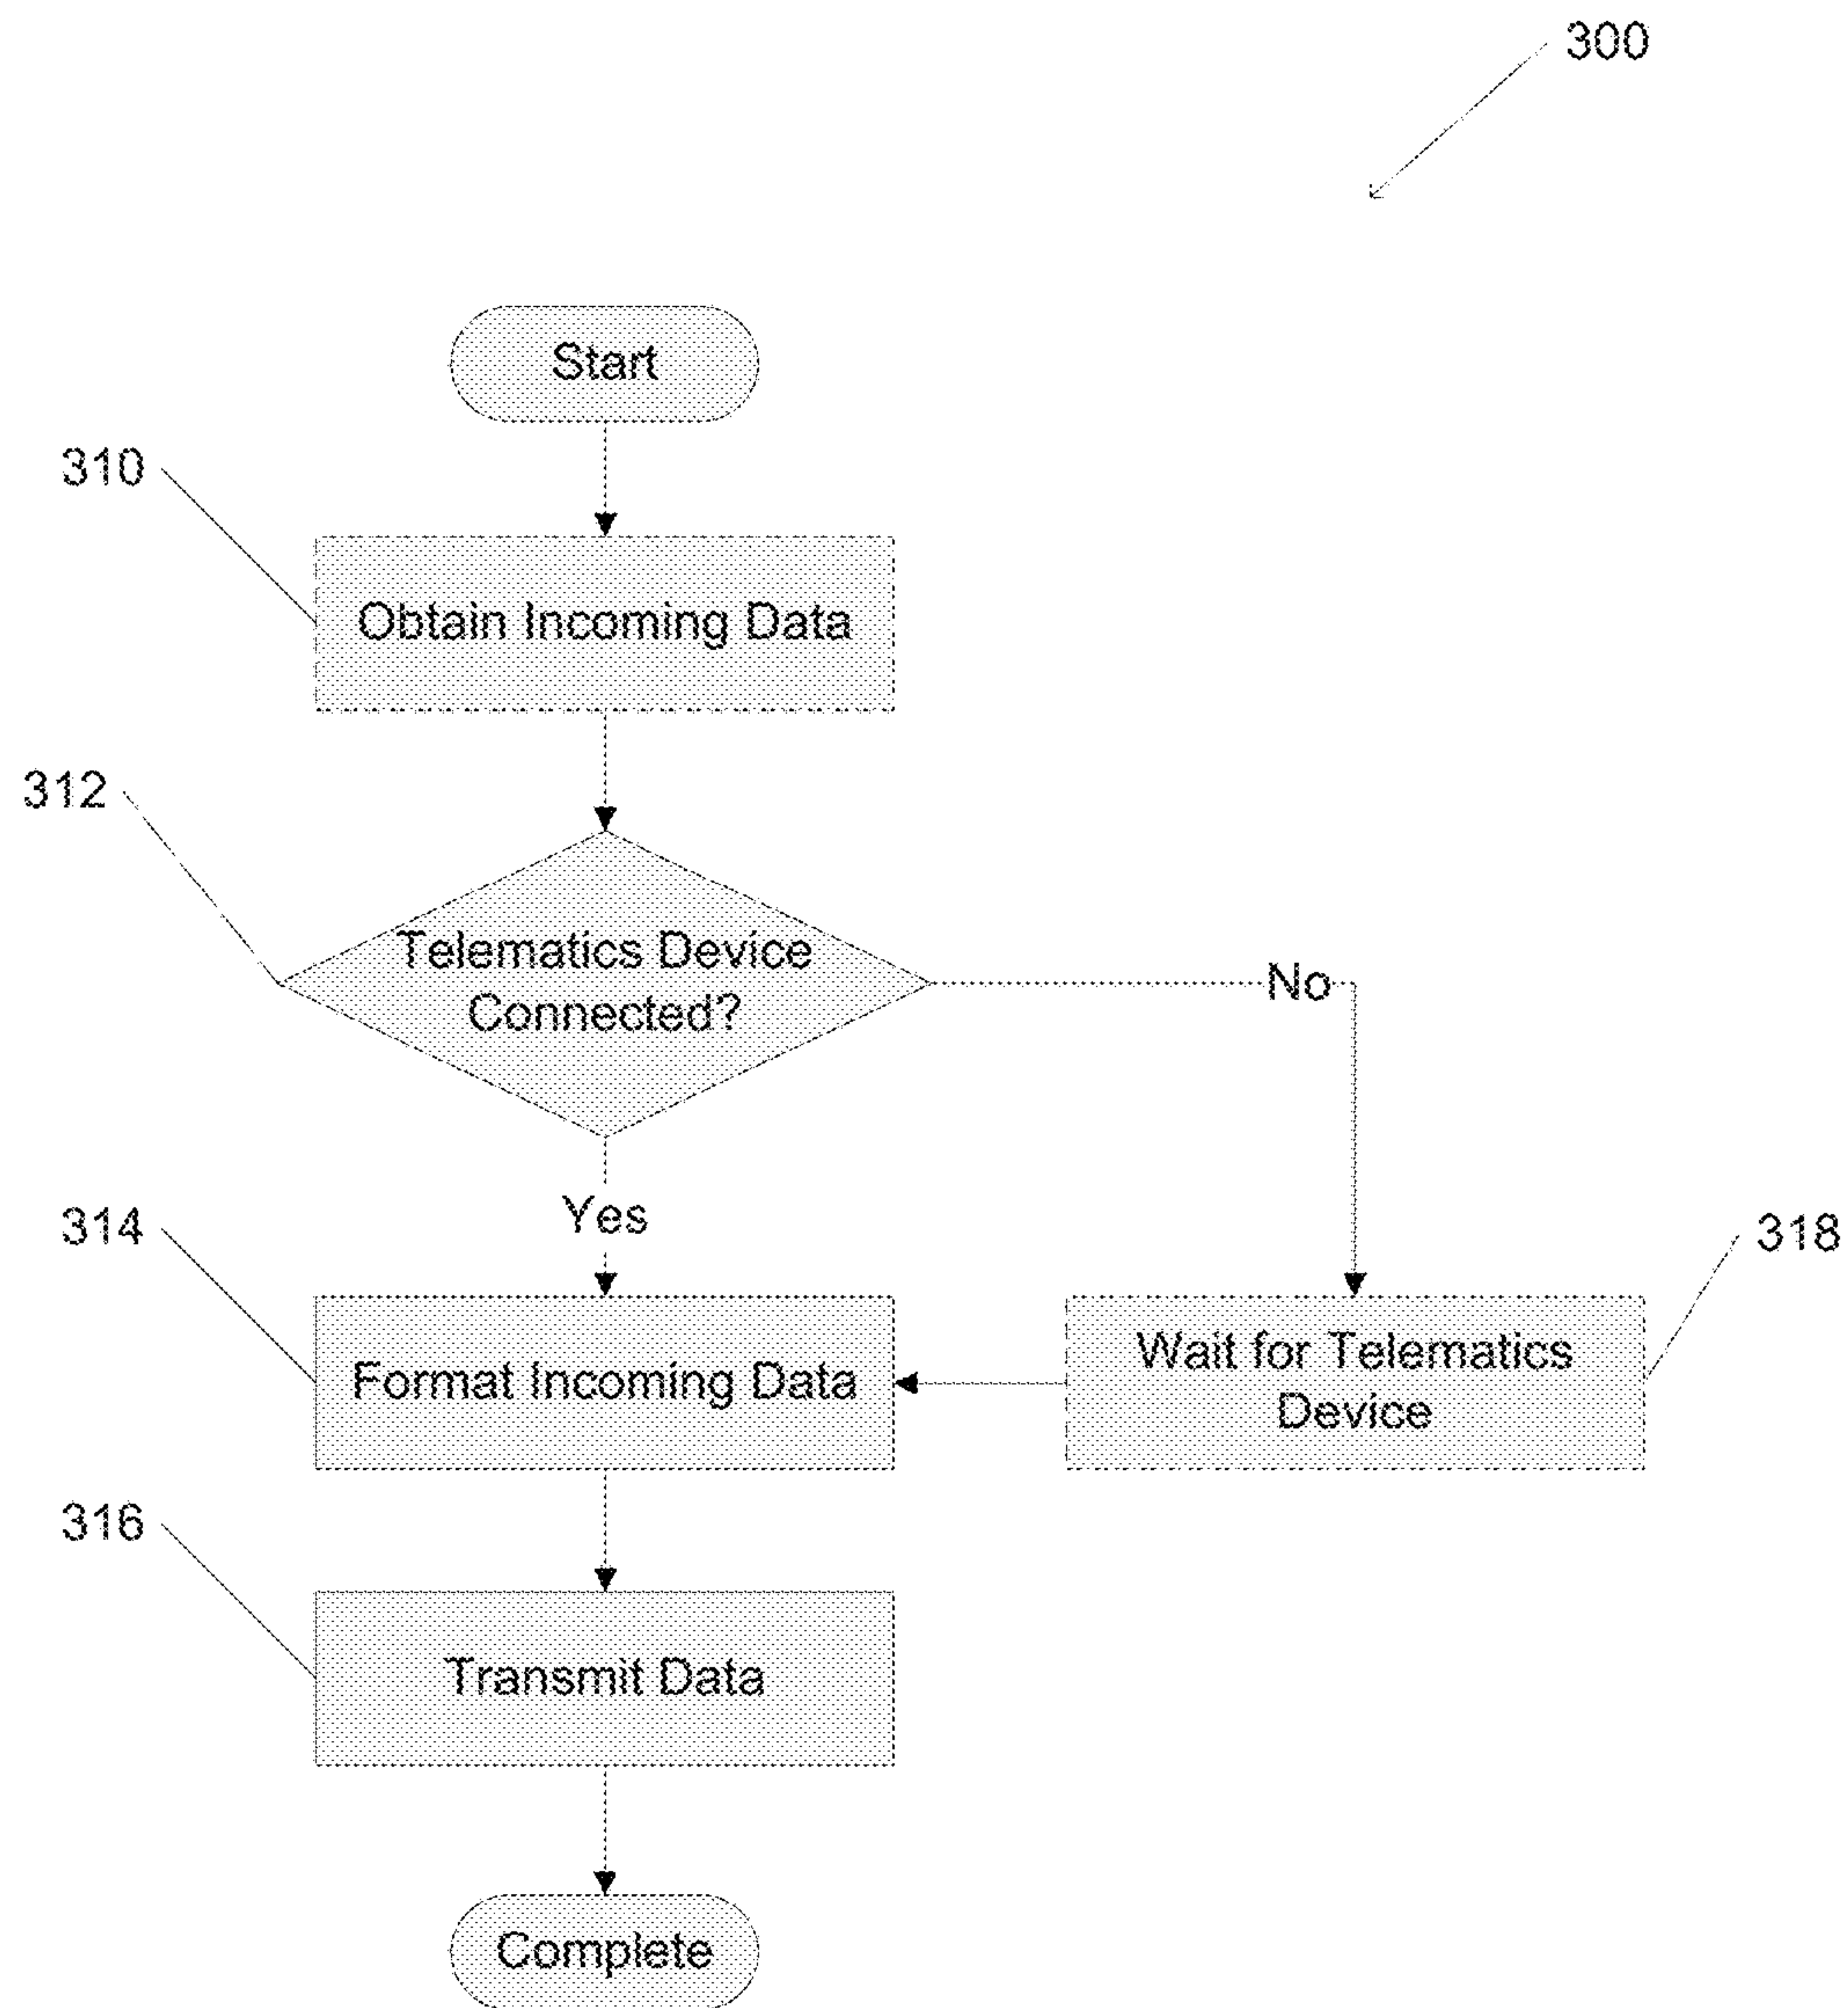 300
Start
310
Obtain Incoming Data
312
Telematics Device
Connected?
No
Yes
314
Format Incoming Data
318
Wait for Telematics
Device
316
Transmit Data
Complete